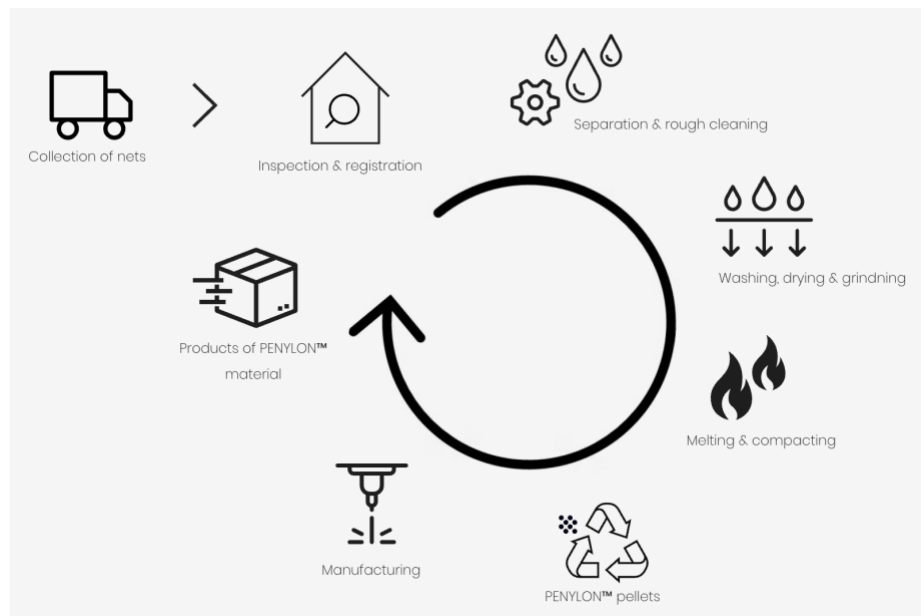 Collection of nets
Inspection & registration
Separation & rough cleaning
Washing, drying & grindning
Melting & compacting
PENYLON™ pellets
Manufacturing
Products of PENYLON™
material